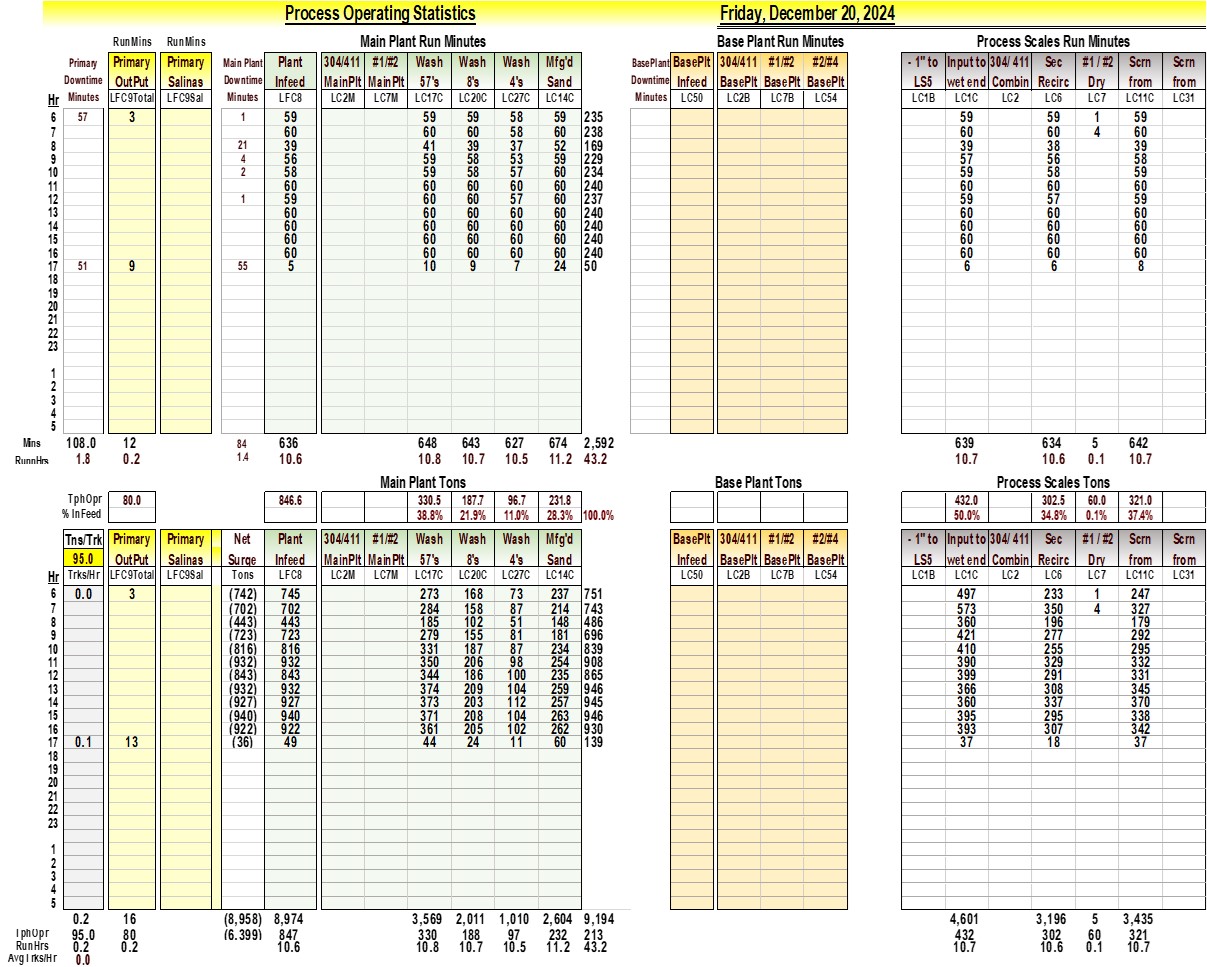 Process Operating Statistics Friday, December 20, 2024
RunMins RunMins Main Plant Run Minutes Base Plant Run Minutes Process Scales Run Minutes
Primary Primary Primary Main Plant Plant 304/411 #1/#2 Wash Wash Wash Mfg'd BasePlant BasePlt 304/411 #1/#2 #2/#4 - 1" to Input to 304/ 411 Sec #1 / #2 Scrn Scrn
Downtime OutPut Salinas Downtime Infeed MainPlt MainPlt 57's 8's 4's Sand Downtime Infeed BasePlt BasePlt BasePlt LS5 wet end Combin Recirc Dry from from
Hr Minutes LFC9Total LFC9Sal Minutes LFC8 LC2M LC7M LC17C LC20C LC27C LC14C Minutes LC50 LC2B LC7B LC54 LC1B LC1C LC2 LC6 LC7 LC11C LC31
6 57 3 1 59 59 59 58 59 235 59 59 1 59
7 60 60 60 58 60 238 60 60 4 60
8 21 39 41 39 37 52 169 39 38 39
9 4 56 59 58 53 59 229 57 56 58
10 2 58 59 58 57 60 234 59 58 59
11 60 60 60 60 60 240 60 60 60
12 1 59 60 60 57 60 237 59 57 59
13 60 60 60 60 60 240 60 60 60
14 60 60 60 60 60 240 60 60 60
15 60 60 60 60 60 240 60 60 60
16 60 60 60 60 60 240 60 60 60
17 51 9 55 5 10 9 7 24 50 6 6 8
18
19
20
21
22
23
1
2
3
4
5
Mins 108.0 12 84 636 648 643 627 674 2,592 639 634 5 642
RunnHrs 1.8 0.2 1.4 10.6 10.8 10.7 10.5 11.2 43.2 10.7 10.6 0.1 10.7
Main Plant Tons Base Plant Tons Process Scales Tons
TphOpr 80.0 846.6 330.5 187.7 96.7 231.8 432.0 302.5 60.0 321.0
% InFeed 38.8% 21.9% 11.0% 28.3% 100.0% 50.0% 34.8% 0.1% 37.4%
Tns/Trk Primary Primary Net Plant 304/411 #1/#2 Wash Wash Wash Mfg'd BasePlt 304/411 #1/#2 #2/#4 - 1" to Input to 304/ 411 Sec #1 / #2 Scrn Scrn
95.0 OutPut Salinas Surge Infeed MainPlt MainPlt 57's 8's 4's Sand Infeed BasePlt BasePlt BasePlt LS5 wet end Combin Recirc Dry from from
Hr Trks/Hr LFC9Total LFC9Sal Tons LFC8 LC2M LC7M LC17C LC20C LC27C LC14C LC50 LC2B LC7B LC54 LC1B LC1C LC2 LC6 LC7 LC11C LC31
6 0.0 3 (742) 745 273 168 73 237 751 497 233 1 247
7 (702) 702 284 158 87 214 743 573 350 4 327
8 (443) 443 185 102 51 148 486 360 196 179
9 (723) 723 279 155 81 181 696 421 277 292
10 (816) 816 331 187 87 234 839 410 255 295
11 (932) 932 350 206 98 254 908 390 329 332
12 (843) 843 344 186 100 235 865 399 291 331
13 (932) 932 374 209 104 259 946 366 308 345
14 (927) 927 373 203 112 257 945 360 337 370
15 (940) 940 371 208 104 263 946 395 295 338
16 (922) 922 361 205 102 262 930 393 307 342
17 0.1 13 (36) 49 44 24 11 60 139 37 18 37
18
19
20
21
22
23
1
2
3
4
5
0.2 16 (8,958) 8,974 3,569 2,011 1,010 2,604 9,194 4,601 3,196 5 3,435
TphOpr 95.0 80 (6,399) 847 330 188 97 232 213 432 302 60 321
RunHrs 0.2 0.2 10.6 10.8 10.7 10.5 11.2 43.2 10.7 10.6 0.1 10.7
AvgTrks/Hr 0.0